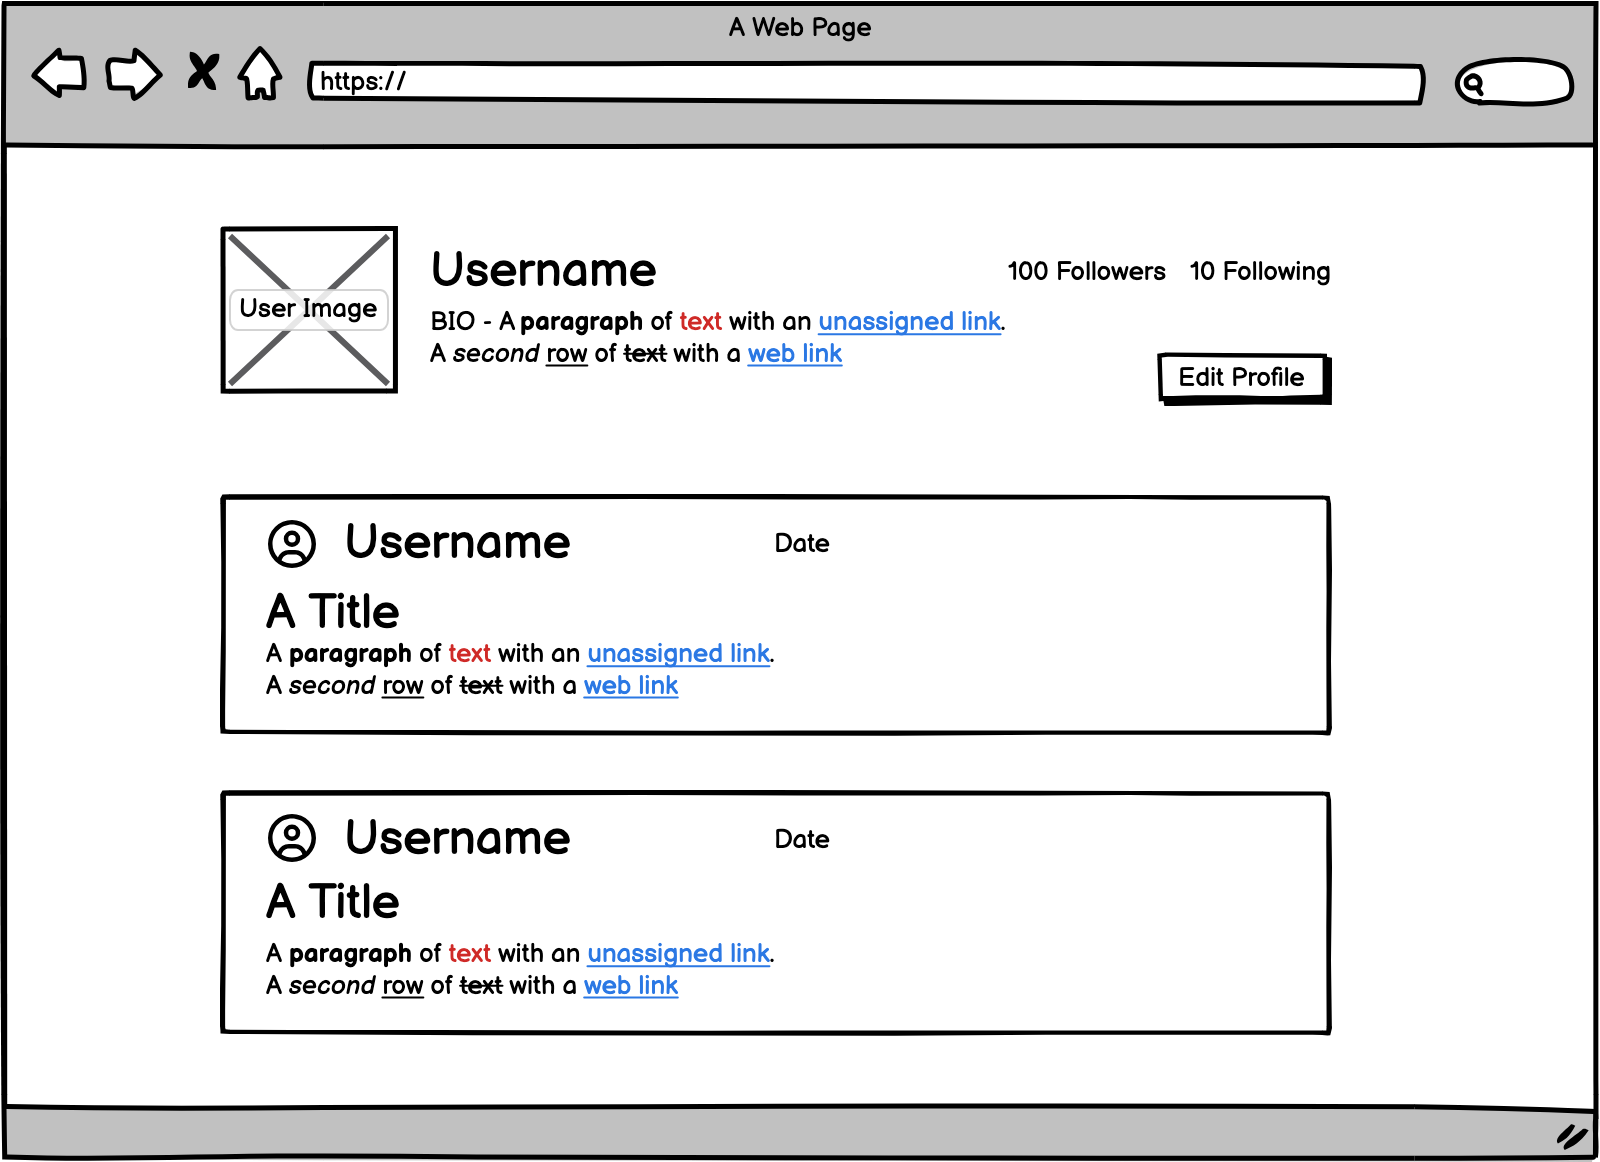 A Web Page
https://
User Image
Username
100 Followers 10 Following
BIO - A paragraph of text with an unassigned link.
A second row of text with a web link
Edit Profile
Username Date
A Title
A paragraph of text with an unassigned link.
A second row of text with a web link
Username Date
A Title
A paragraph of text with an unassigned link.
A second row of text with a web link